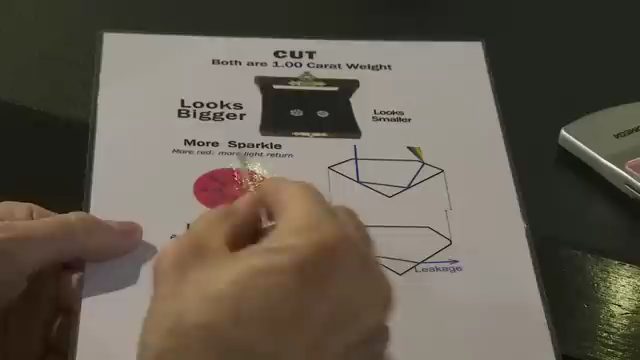 CUT
Both are 1.00 Carat Weight
Looks
Bigger
Looks
Smaller
More Sparkle
More red: more light return
Leakage